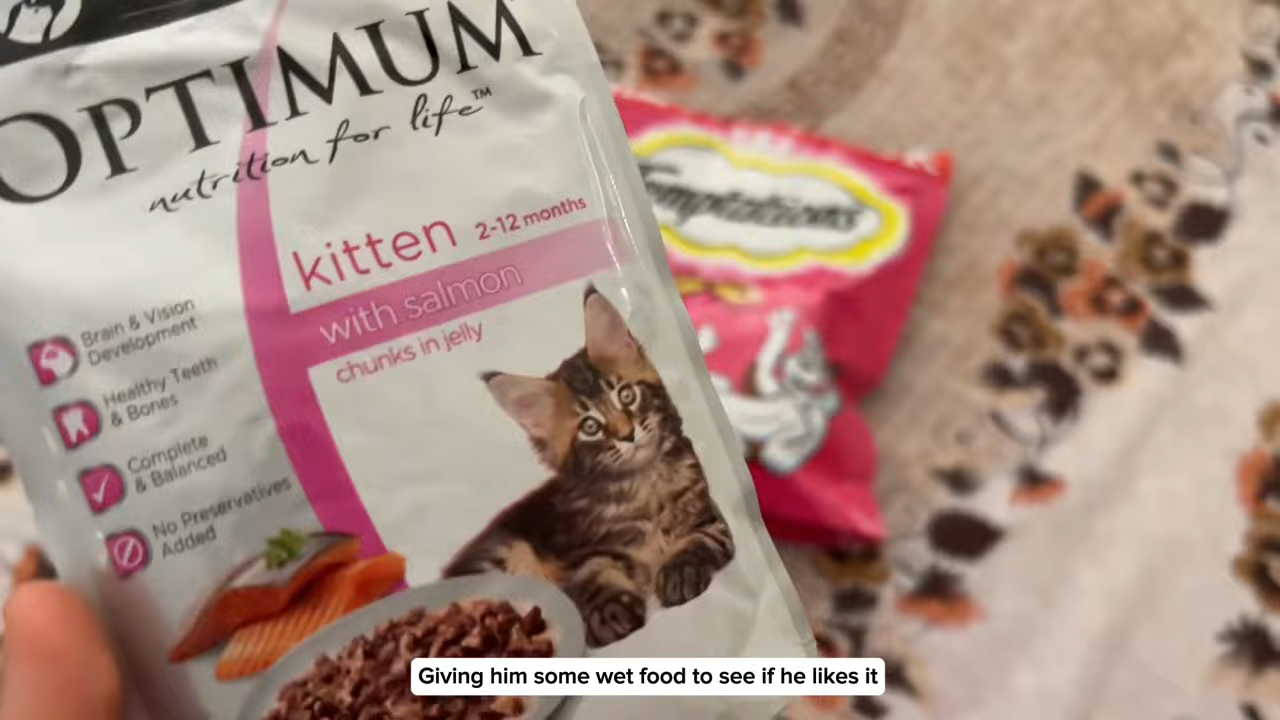 OPTIMUM
nutrition for life™
kitten 2-12 months
with salmon
chunks in jelly
Brain & Vision
Development
Healthy Teeth
& Bones
Complete
& Balanced
No Preservatives
Added
Temptations
Giving him some wet food to see if he likes it